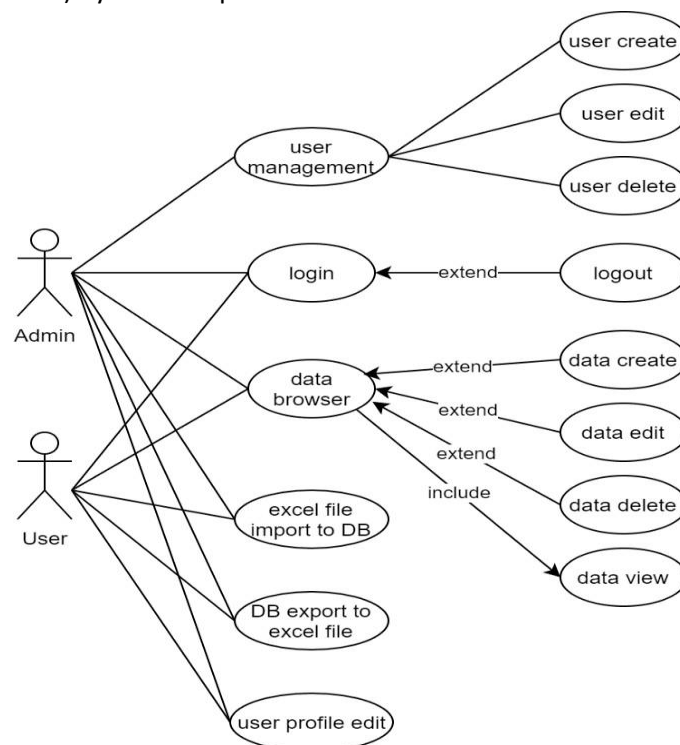 user create
user edit
user
management
user delete
login
extend
logout
Admin
data create
extend
data
browser
extend
data edit
extend
include
data delete
User
excel file
import to DB
data view
DB export to
excel file
user profile edit